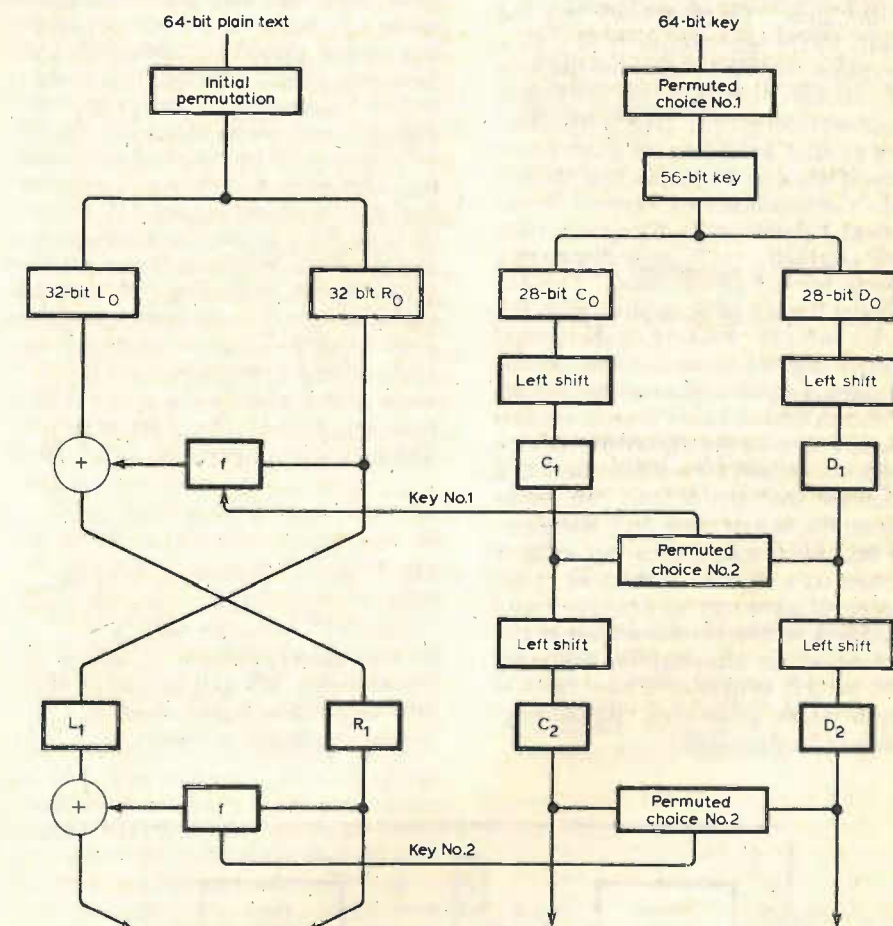 64-bit plain text
64-bit key
Initial
permutation
Permuted
choice No.1
56-bit key
32-bit L₀
32 bit R₀
28-bit C₀
28-bit D₀
Left shift
Left shift
+
f
C₁
D₁
Key No.1
Permuted
choice No.2
Left shift
Left shift
L₁
R₁
C₂
D₂
+
f
Permuted
choice No.2
Key No.2